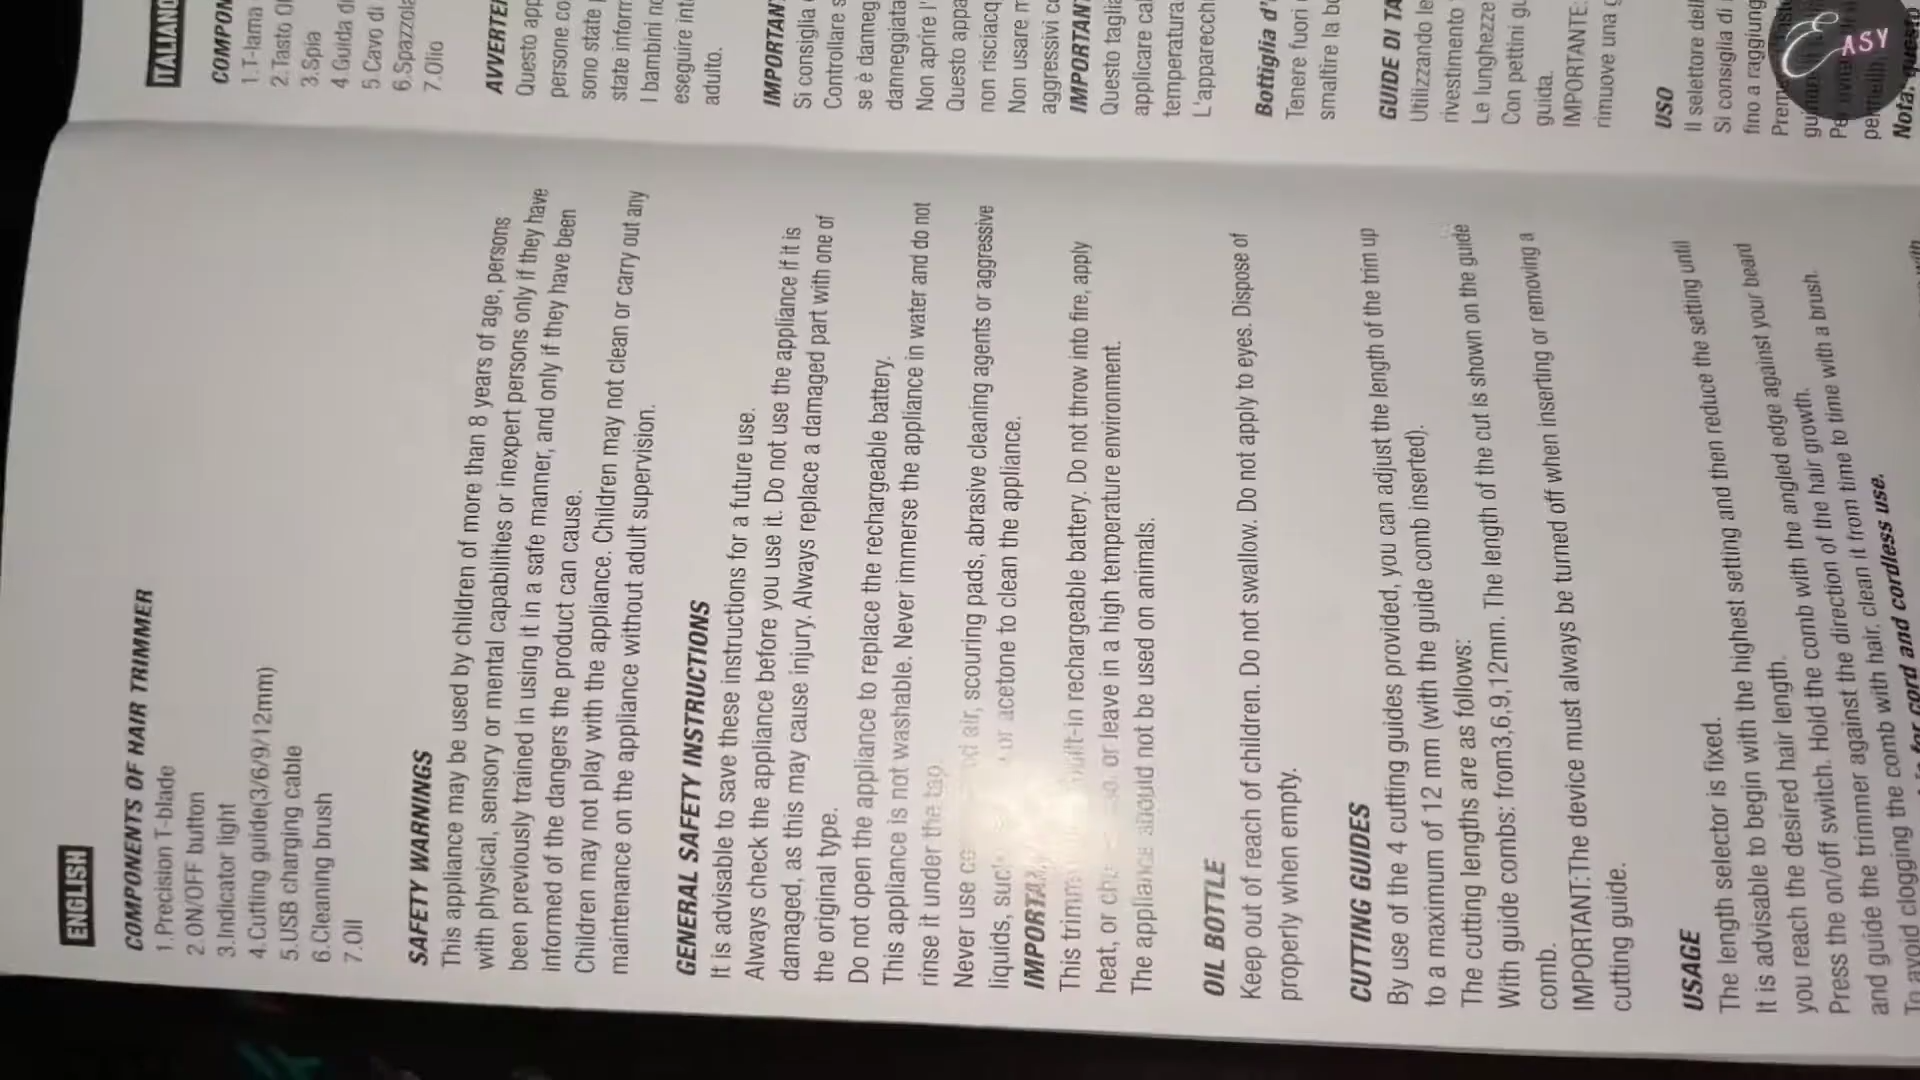 ENGLISH
COMPONENTS OF HAIR TRIMMER
1.Precision T-blade
2.ON/OFF button
3.Indicator light
4.Cutting guide(3/6/9/12mm)
5.USB charging cable
6.Cleaning brush
7.Oil
SAFETY WARNINGS
This appliance may be used by children of more than 8 years of age, persons
with physical, sensory or mental capabilities or inexpert persons only if they have
been previously trained in using it in a safe manner, and only if they have been
informed of the dangers the product can cause.
Children may not play with the appliance. Children may not clean or carry out any
maintenance on the appliance without adult supervision.
GENERAL SAFETY INSTRUCTIONS
It is advisable to save these instructions for a future use.
Always check the appliance before you use it. Do not use the appliance if it is
damaged, as this may cause injury. Always replace a damaged part with one of
the original type.
Do not open the appliance to replace the rechargeable battery.
This appliance is not washable. Never immerse the appliance in water and do not
rinse it under the tap.
Never use air, scouring pads, abrasive cleaning agents or aggressive
liquids, or acetone to clean the appliance.
This built-in rechargeable battery. Do not throw into fire, apply
heat, or or leave in a high temperature environment.
The appliance should not be used on animals.
OIL BOTTLE
Keep out of reach of children. Do not swallow. Do not apply to eyes. Dispose of
properly when empty.
CUTTING GUIDES
By use of the 4 cutting guides provided, you can adjust the length of the trim up
to a maximum of 12 mm (with the guide comb inserted).
The cutting lengths are as follows:
With guide combs: from3,6,9,12mm. The length of the cut is shown on the guide
comb.
IMPORTANT:The device must always be turned off when inserting or removing a
cutting guide.
USAGE
The length selector is fixed.
It is advisable to begin with the highest setting and then reduce the setting until
you reach the desired hair length.
Press the on/off switch. Hold the comb with the angled edge against your beard
and guide the trimmer against the direction of the hair growth.
To avoid clogging the comb with hair, clean it from time to time with a brush.
for cord and cordless use.
ITALIANO
1.T-lama
2.Tasto
3.Spia
4.Guida di
5.Cavo di
6.Spazzola
7.Olio
Questo
persone
sono state
state
I bambini
eseguire
adulto.
Si consiglia
Controllare
se è
Non aprire l'
Questo
non
Non usare
aggressivi
Questo
applicare
temperatura.
Bottiglia d'
Tenere fuori
smaltire la
GUIDE DI
Utilizzando
rivestimento
Le lunghezze
Con pettini
guida.
IMPORTANTE:
rimuove una
USO
Il selettore
Si consiglia di
fino a
Nota: questo
EASY